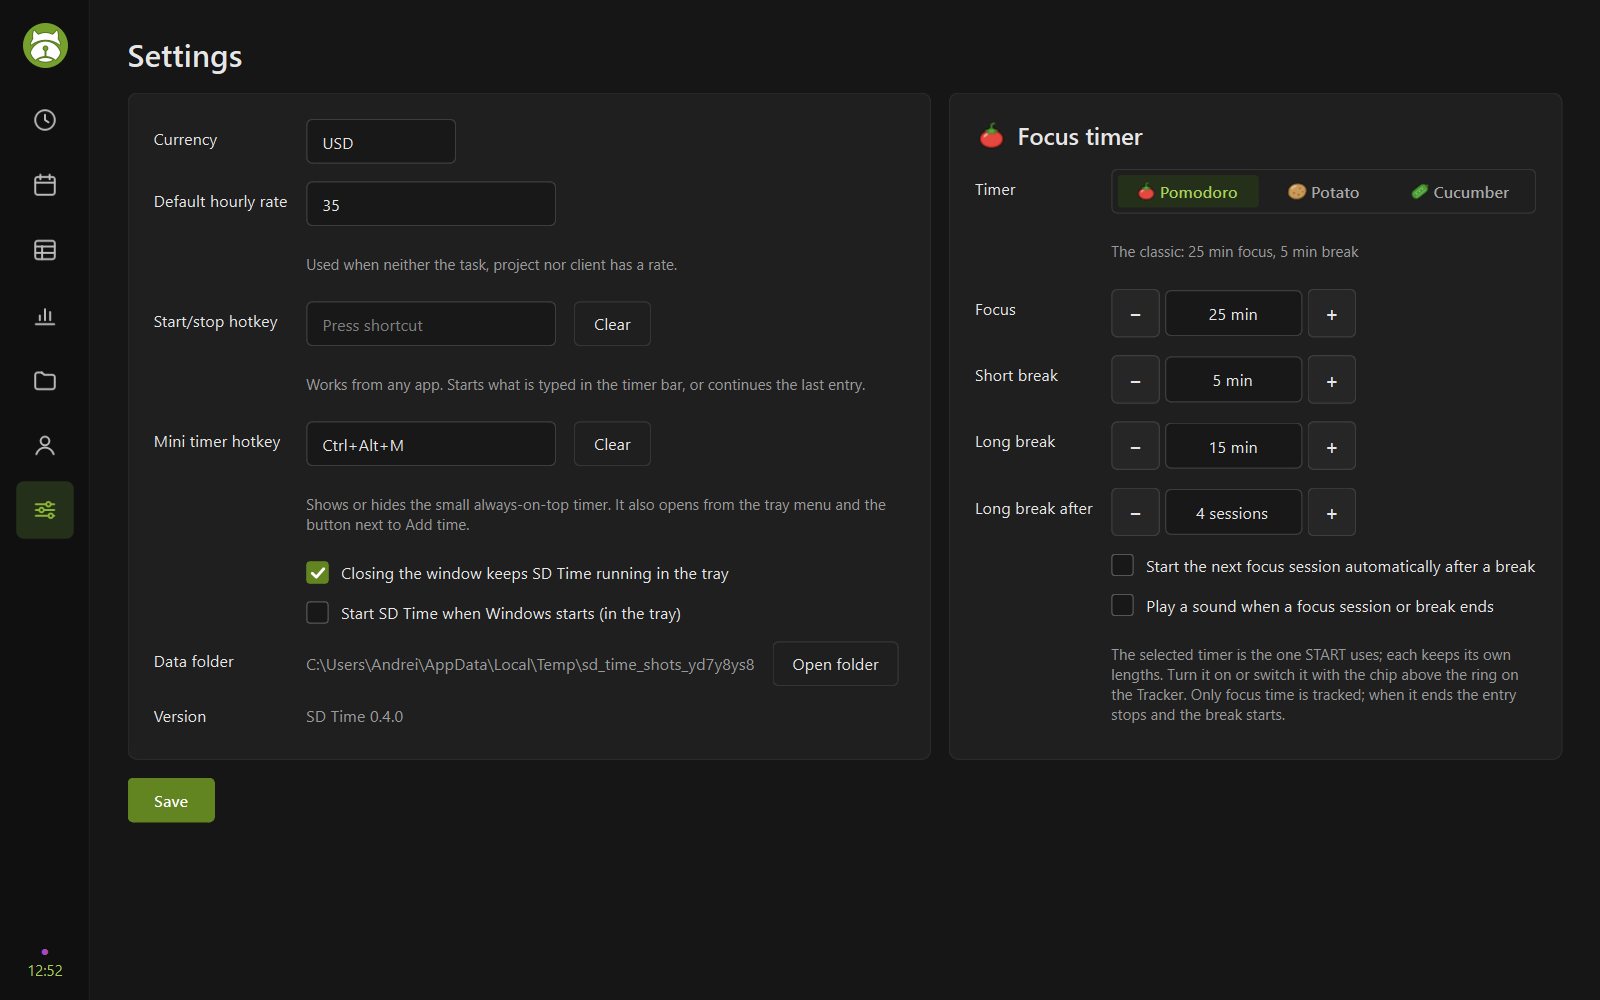 Settings
Currency
USD
Default hourly rate
35
Used when neither the task, project nor client has a rate.
Start/stop hotkey
Press shortcut
Clear
Works from any app. Starts what is typed in the timer bar, or continues the last entry.
Mini timer hotkey
Ctrl+Alt+M
Clear
Shows or hides the small always-on-top timer. It also opens from the tray menu and the
button next to Add time.
Closing the window keeps SD Time running in the tray
Start SD Time when Windows starts (in the tray)
Data folder
C:\Users\Andrei\AppData\Local\Temp\sd_time_shots_yd7y8ys8
Open folder
Version
SD Time 0.4.0
Save
Focus timer
Timer
Pomodoro
Potato
Cucumber
The classic: 25 min focus, 5 min break
Focus
− 25 min +
Short break
− 5 min +
Long break
− 15 min +
Long break after
− 4 sessions +
Start the next focus session automatically after a break
Play a sound when a focus session or break ends
The selected timer is the one START uses; each keeps its own
lengths. Turn it on or switch it with the chip above the ring on
the Tracker. Only focus time is tracked; when it ends the entry
stops and the break starts.
12:52